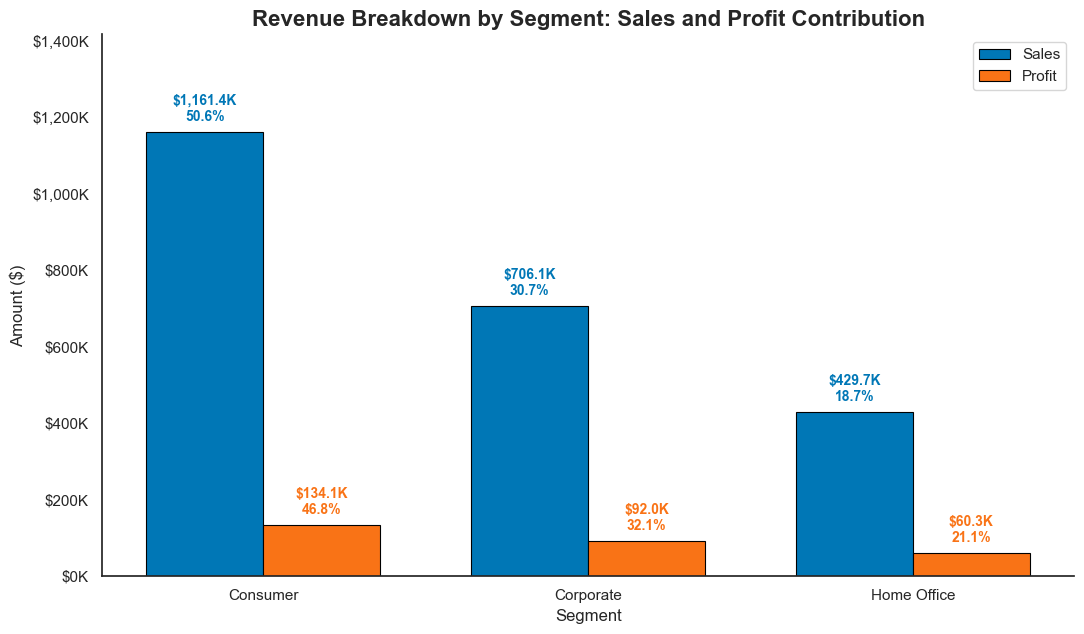 Revenue Breakdown by Segment: Sales and Profit Contribution
Sales
Profit
Amount ($)
$1,400K
$1,200K
$1,000K
$800K
$600K
$400K
$200K
$0K
$1,161.4K
50.6%
$134.1K
46.8%
$706.1K
30.7%
$92.0K
32.1%
$429.7K
18.7%
$60.3K
21.1%
Consumer
Corporate
Home Office
Segment